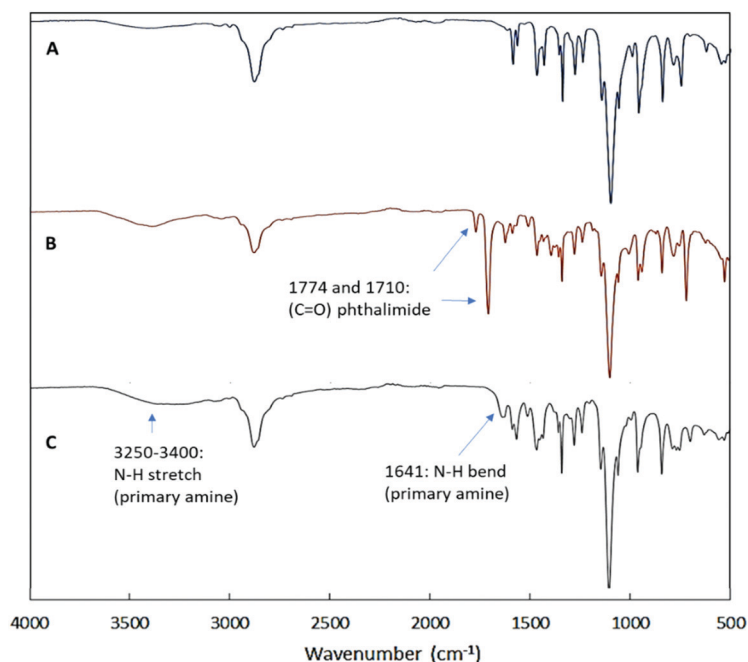 A
B
1774 and 1710:
(C=O) phthalimide
C
3250-3400:
N-H stretch
(primary amine)
1641: N-H bend
(primary amine)
4000 3500 3000 2500 2000 1500 1000 500
Wavenumber (cm⁻¹)